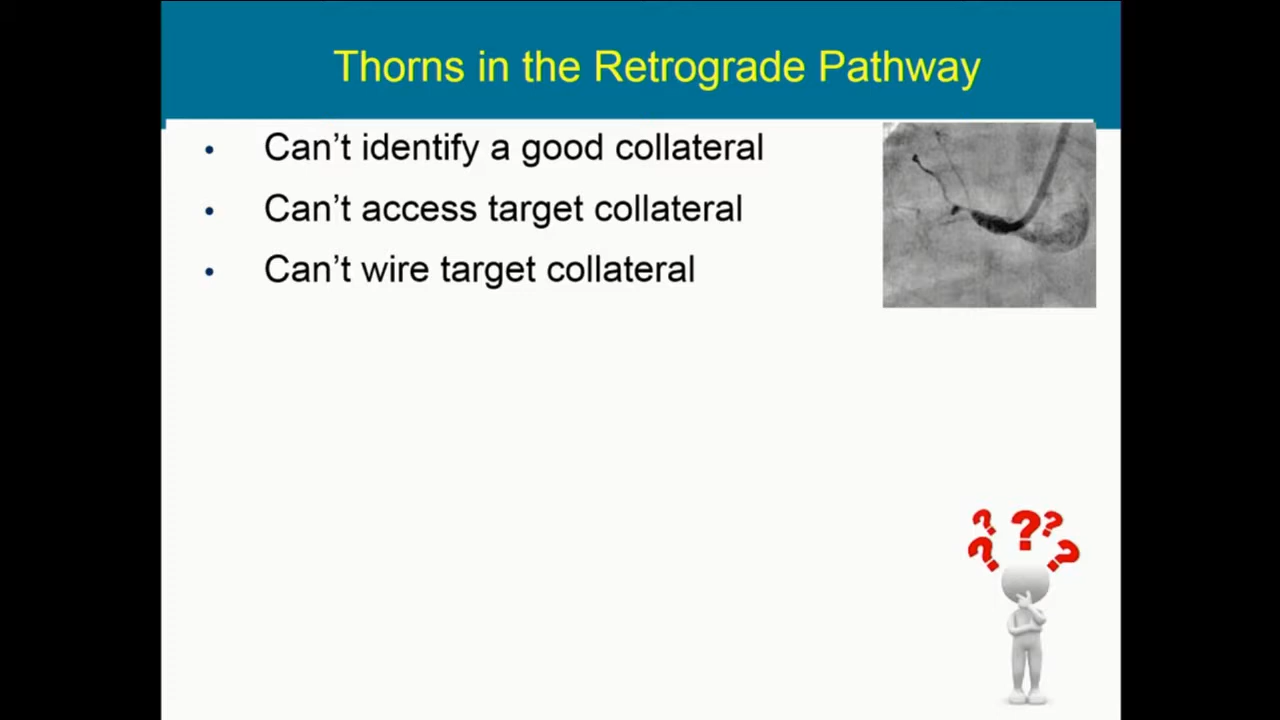 Thorns in the Retrograde Pathway
• Can't identify a good collateral
• Can't access target collateral
• Can't wire target collateral
? ? ? ? ?